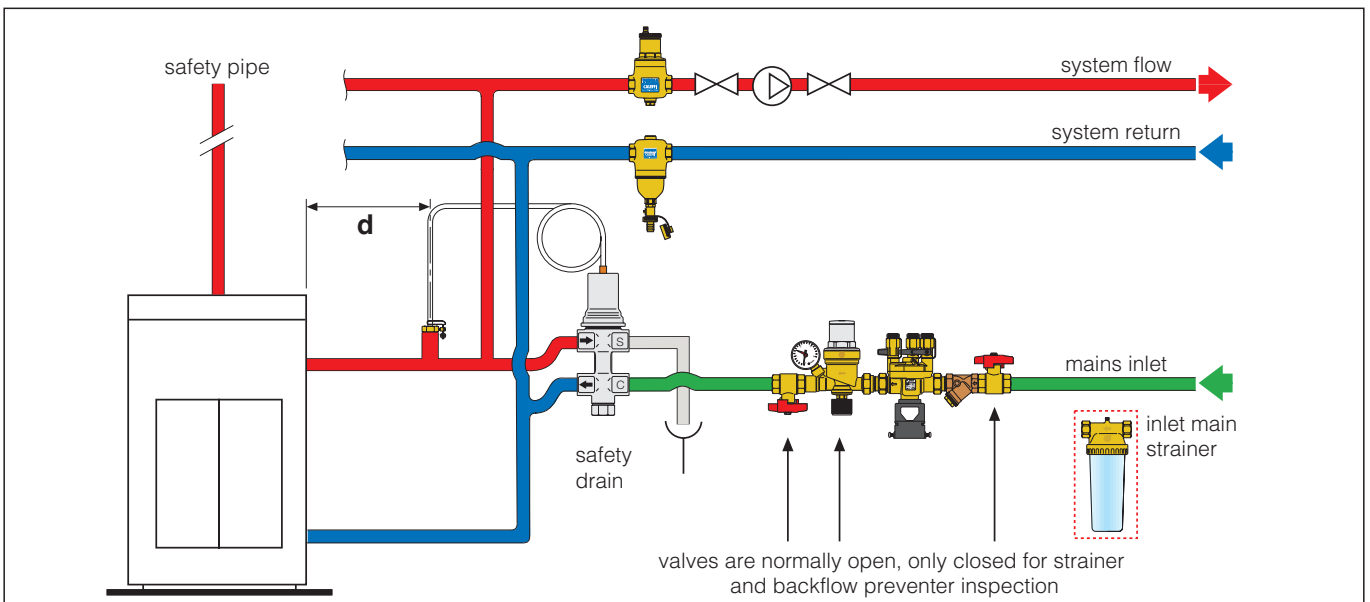 safety pipe
system flow
system return
d
S
C
mains inlet
inlet main
strainer
safety
drain
valves are normally open, only closed for strainer
and backflow preventer inspection